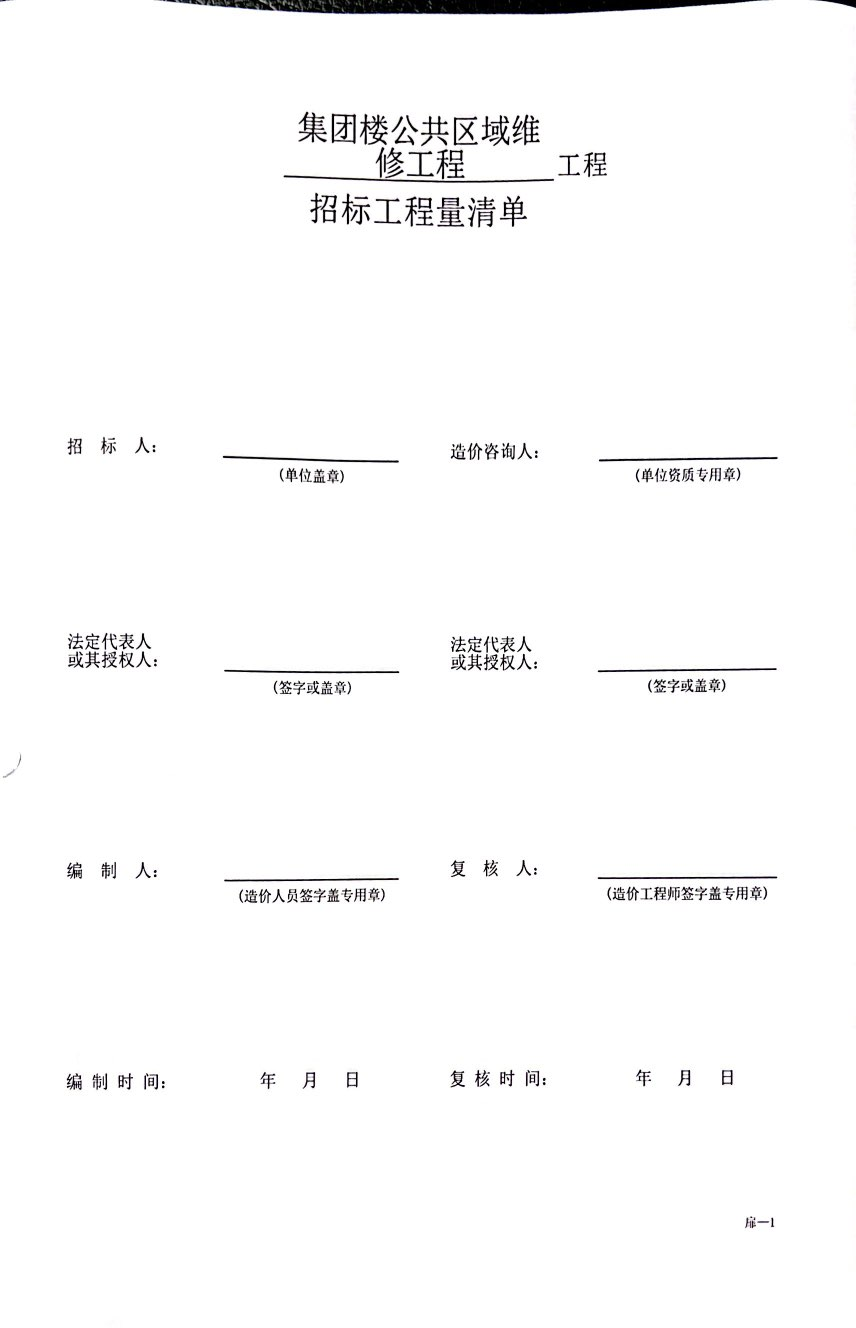 集团楼公共区域维
修工程 工程
招标工程量清单
招 标 人: 造价咨询人:
(单位盖章) (单位资质专用章)
法定代表人 法定代表人
或其授权人: 或其授权人:
(签字或盖章) (签字或盖章)
编 制 人: 复 核 人:
(造价人员签字盖专用章) (造价工程师签字盖专用章)
编 制 时 间: 年 月 日 复 核 时 间: 年 月 日
扉—1